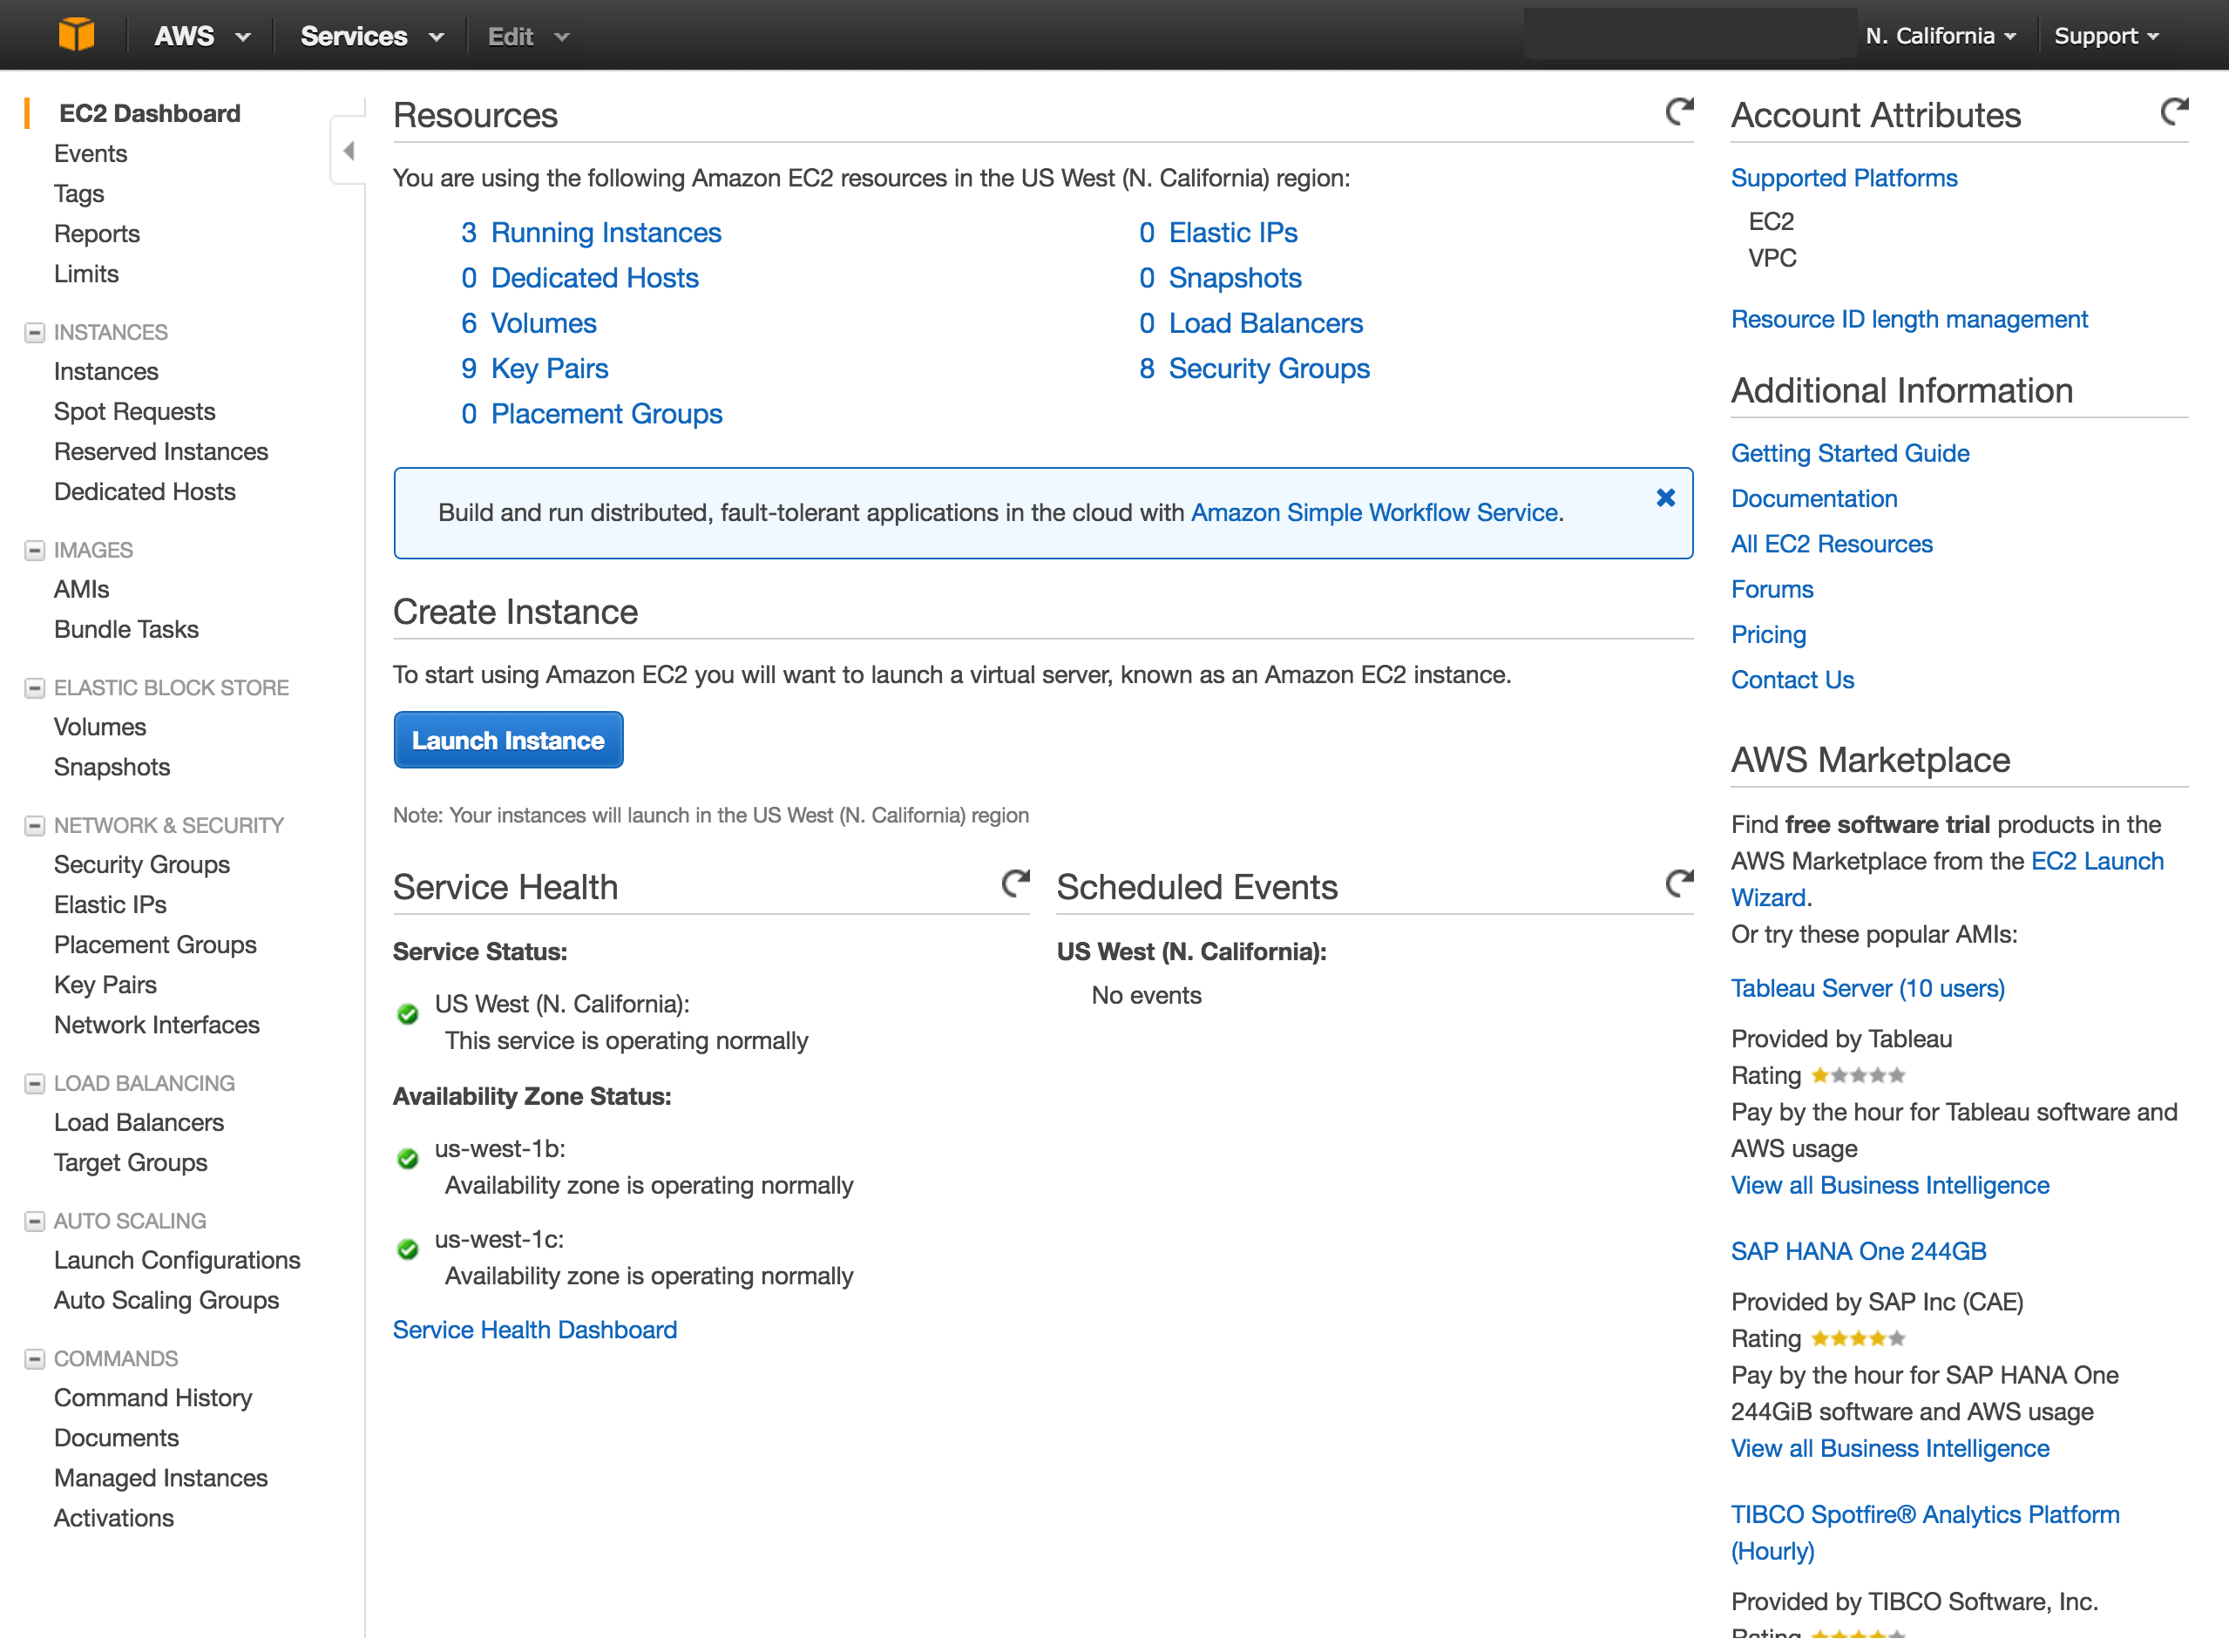 AWS
Services
Edit
N. California
Support
EC2 Dashboard
Events
Tags
Reports
Limits
INSTANCES
Instances
Spot Requests
Reserved Instances
Dedicated Hosts
IMAGES
AMIs
Bundle Tasks
ELASTIC BLOCK STORE
Volumes
Snapshots
NETWORK & SECURITY
Security Groups
Elastic IPs
Placement Groups
Key Pairs
Network Interfaces
LOAD BALANCING
Load Balancers
Target Groups
AUTO SCALING
Launch Configurations
Auto Scaling Groups
COMMANDS
Command History
Documents
Managed Instances
Activations
Resources
You are using the following Amazon EC2 resources in the US West (N. California) region:
3 Running Instances
0 Elastic IPs
0 Dedicated Hosts
0 Snapshots
6 Volumes
0 Load Balancers
9 Key Pairs
8 Security Groups
0 Placement Groups
Build and run distributed, fault-tolerant applications in the cloud with Amazon Simple Workflow Service.
Create Instance
To start using Amazon EC2 you will want to launch a virtual server, known as an Amazon EC2 instance.
Launch Instance
Note: Your instances will launch in the US West (N. California) region
Service Health
Service Status:
US West (N. California):
This service is operating normally
Availability Zone Status:
us-west-1b:
Availability zone is operating normally
us-west-1c:
Availability zone is operating normally
Service Health Dashboard
Scheduled Events
US West (N. California):
No events
Account Attributes
Supported Platforms
EC2
VPC
Resource ID length management
Additional Information
Getting Started Guide
Documentation
All EC2 Resources
Forums
Pricing
Contact Us
AWS Marketplace
Find free software trial products in the
AWS Marketplace from the EC2 Launch
Wizard.
Or try these popular AMIs:
Tableau Server (10 users)
Provided by Tableau
Rating
Pay by the hour for Tableau software and
AWS usage
View all Business Intelligence
SAP HANA One 244GB
Provided by SAP Inc (CAE)
Rating
Pay by the hour for SAP HANA One
244GiB software and AWS usage
View all Business Intelligence
TIBCO Spotfire® Analytics Platform
(Hourly)
Provided by TIBCO Software, Inc.
Rating